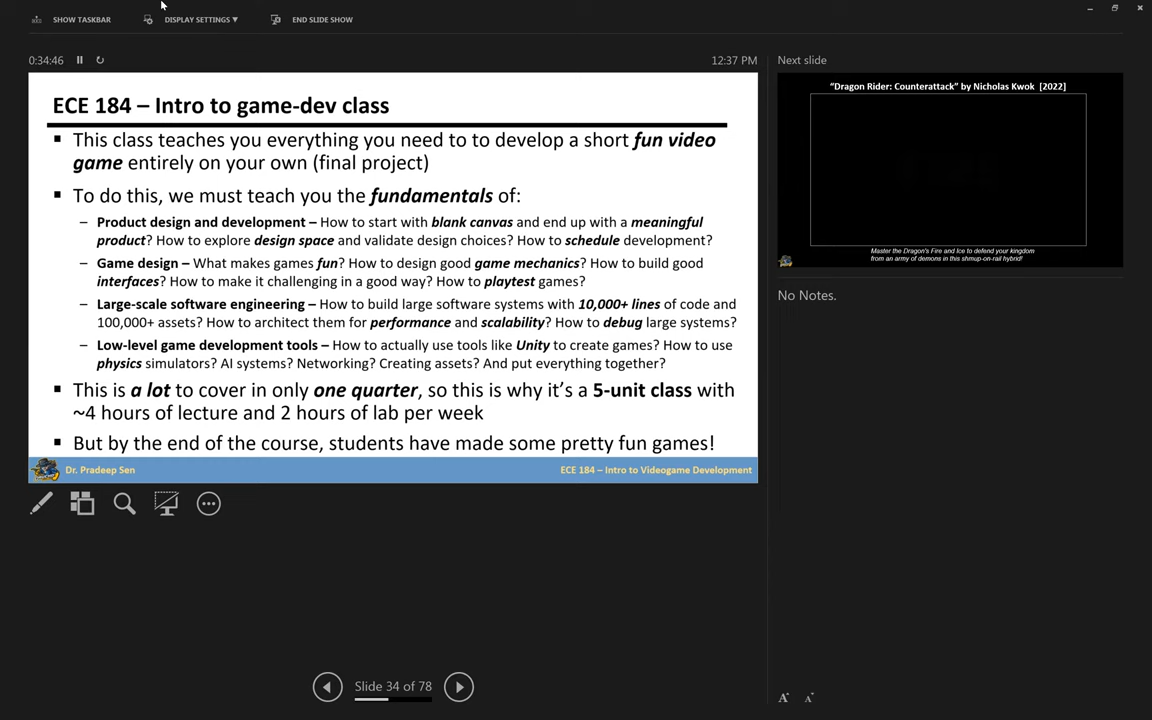 SHOW TASKBAR DISPLAY SETTINGS ▼ END SLIDE SHOW
0:34:46 12:37 PM
ECE 184 – Intro to game-dev class
▪ This class teaches you everything you need to to develop a short fun video
game entirely on your own (final project)
▪ To do this, we must teach you the fundamentals of:
– Product design and development – How to start with blank canvas and end up with a meaningful
product? How to explore design space and validate design choices? How to schedule development?
– Game design – What makes games fun? How to design good game mechanics? How to build good
interfaces? How to make it challenging in a good way? How to playtest games?
– Large-scale software engineering – How to build large software systems with 10,000+ lines of code and
100,000+ assets? How to architect them for performance and scalability? How to debug large systems?
– Low-level game development tools – How to actually use tools like Unity to create games? How to use
physics simulators? AI systems? Networking? Creating assets? And put everything together?
▪ This is a lot to cover in only one quarter, so this is why it's a 5-unit class with
~4 hours of lecture and 2 hours of lab per week
▪ But by the end of the course, students have made some pretty fun games!
Dr. Pradeep Sen ECE 184 – Intro to Videogame Development
Slide 34 of 78
Next slide
"Dragon Rider: Counterattack" by Nicholas Kwok [2022]
Master the Dragon's Fire and Ice to defend your kingdom
from an army of demons in this shmup-on-rail hybrid!
No Notes.
A A